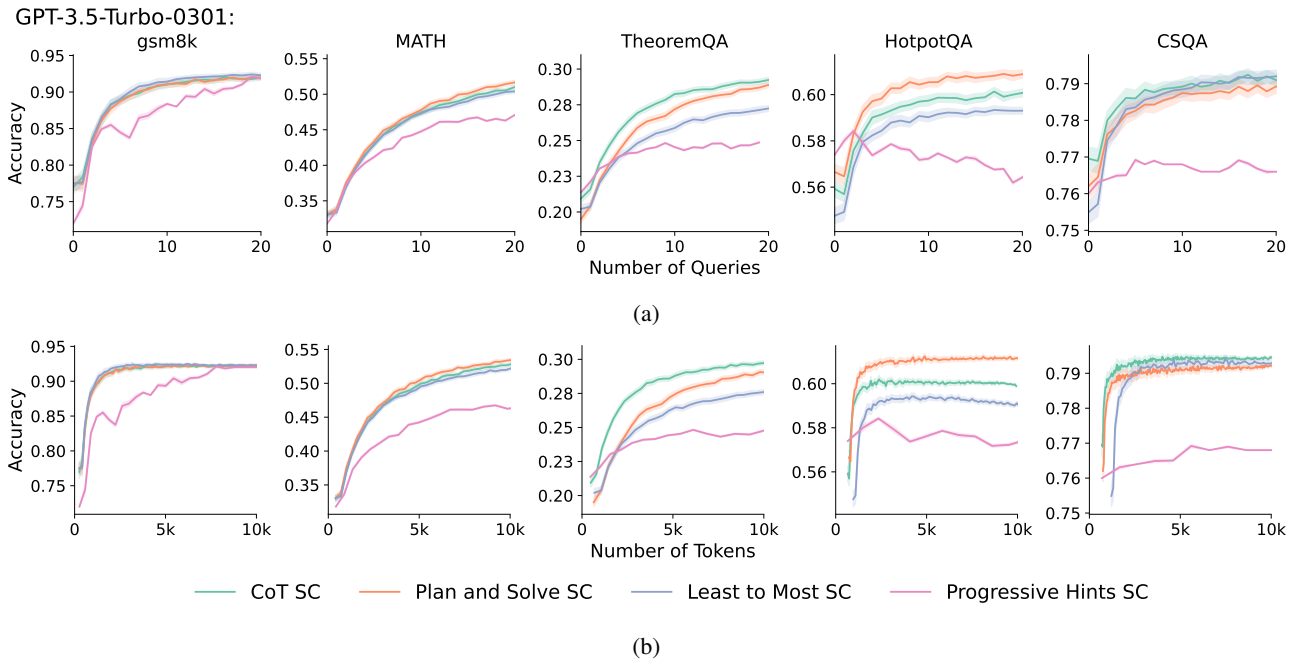 GPT-3.5-Turbo-0301:
gsm8k MATH TheoremQA HotpotQA CSQA
Accuracy
0.95 0.90 0.85 0.80 0.75
0 10 20
0.55 0.50 0.45 0.40 0.35
0 10 20
0.30 0.28 0.25 0.23 0.20
0 10 20
0.60 0.58 0.56
0 10 20
0.79 0.78 0.77 0.76 0.75
0 10 20
Number of Queries
(a)
Accuracy
0.95 0.90 0.85 0.80 0.75
0 5k 10k
0.55 0.50 0.45 0.40 0.35
0 5k 10k
0.30 0.28 0.25 0.23 0.20
0 5k 10k
0.60 0.58 0.56
0 5k 10k
0.79 0.78 0.77 0.76 0.75
0 5k 10k
Number of Tokens
CoT SC Plan and Solve SC Least to Most SC Progressive Hints SC
(b)